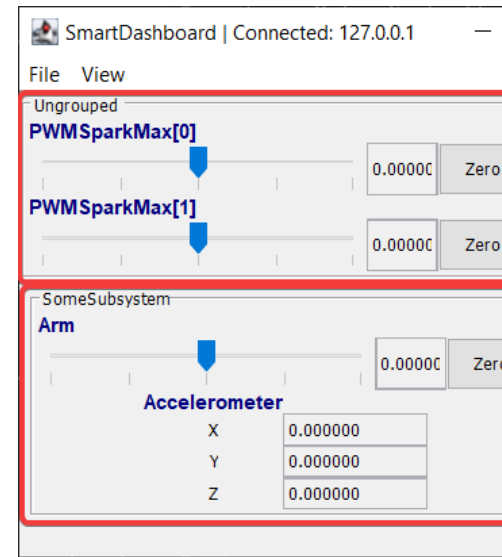 SmartDashboard | Connected: 127.0.0.1
File View
Ungrouped
PWMSparkMax[0]
0.00000 Zero
PWMSparkMax[1]
0.00000 Zero
SomeSubsystem
Arm
0.00000 Zero
Accelerometer
X 0.000000
Y 0.000000
Z 0.000000